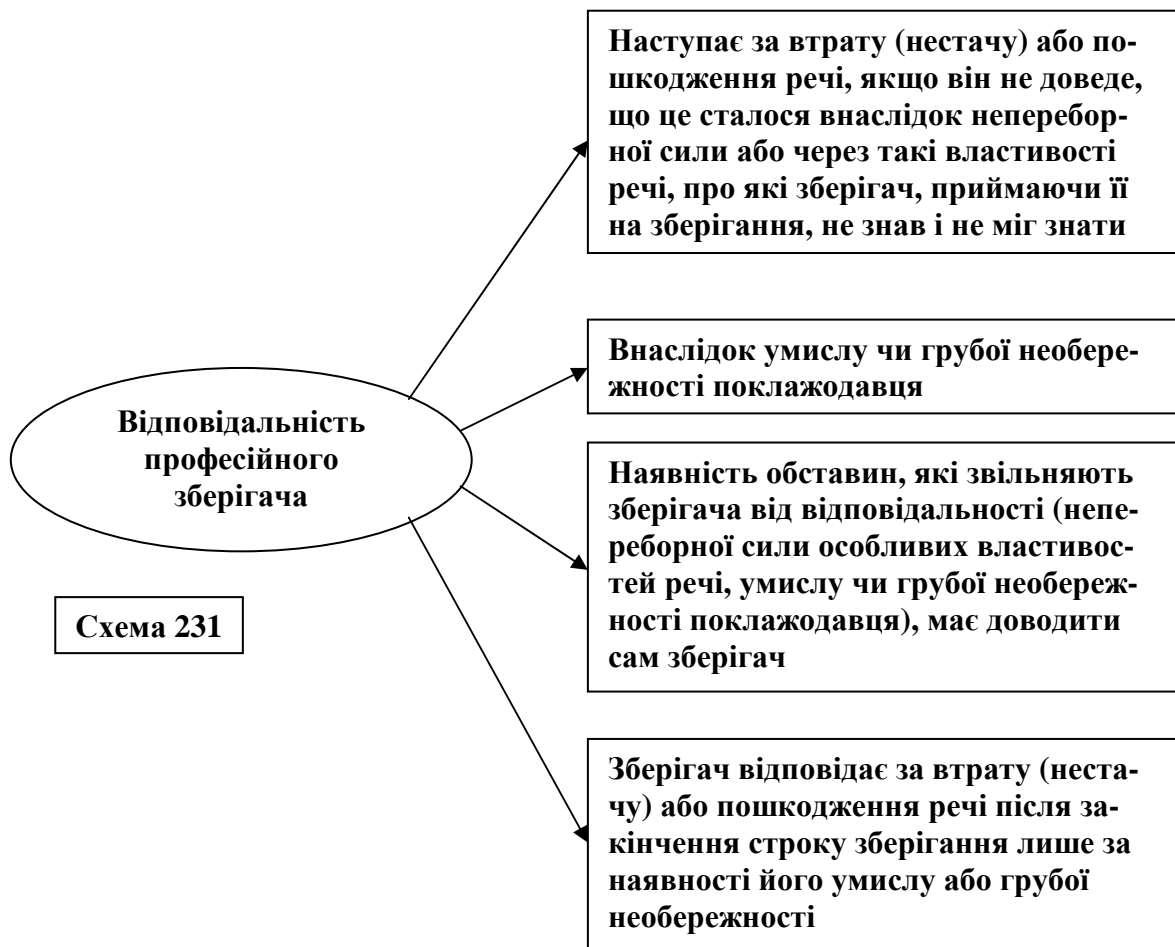 Наступає за втрату (нестачу) або по-
шкодження речі, якщо він не доведе,
що це сталося внаслідок неперебор-
ної сили або через такі властивості
речі, про які зберігач, приймаючи її
на зберігання, не знав і не міг знати
Внаслідок умислу чи грубої необереж-
ності поклажодавця
Відповідальність
професійного
зберігача
Наявність обставин, які звільняють
зберігача від відповідальності (непе-
реборної сили особливих властивос-
тей речі, умислу чи грубої необереж-
ності поклажодавця), має доводити
сам зберігач
Схема 231
Зберігач відповідає за втрату (неста-
чу) або пошкодження речі після за-
кінчення строку зберігання лише за
наявності його умислу або грубої
необережності